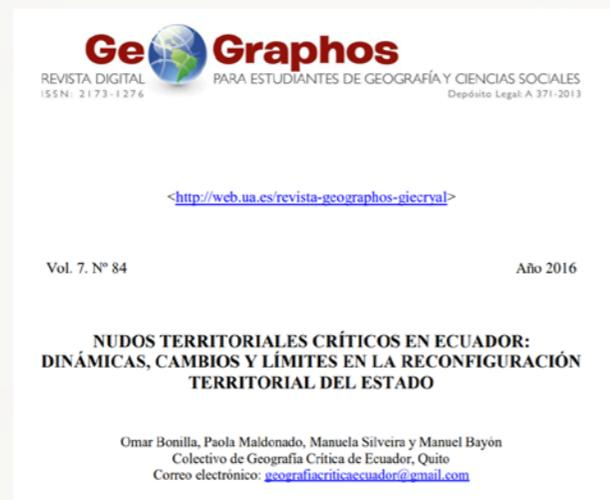 GeoGraphos
REVISTA DIGITAL PARA ESTUDIANTES DE GEOGRAFÍA Y CIENCIAS SOCIALES
ISSN: 2173-1276 Depósito Legal: A 371-2013
<http://web.ua.es/revista-geographos-giecryal>
Vol. 7. Nº 84 Año 2016
NUDOS TERRITORIALES CRÍTICOS EN ECUADOR:
DINÁMICAS, CAMBIOS Y LÍMITES EN LA RECONFIGURACIÓN
TERRITORIAL DEL ESTADO
Omar Bonilla, Paola Maldonado, Manuela Silveira y Manuel Bayón
Colectivo de Geografía Crítica de Ecuador, Quito
Correo electrónico: geografiacriticaecuador@gmail.com